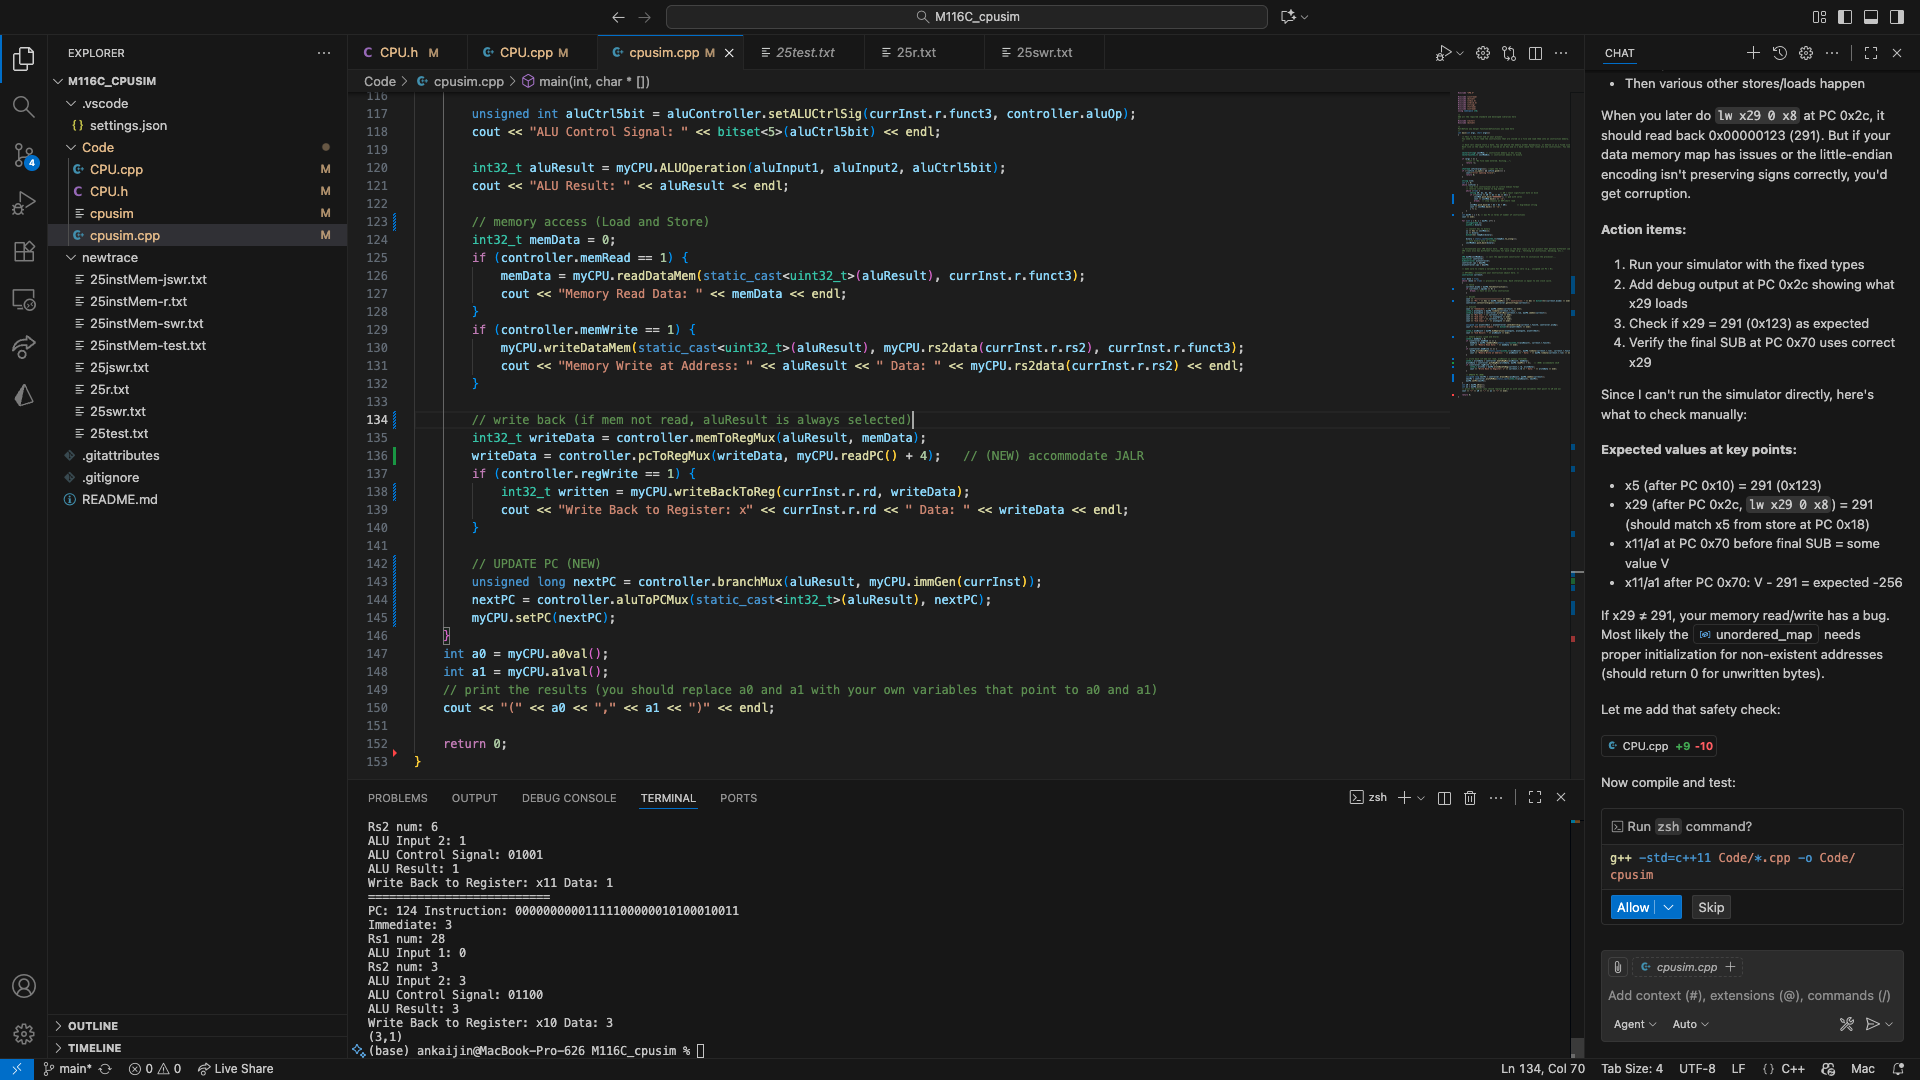 M116C_cpusim
EXPLORER
M116C_CPUSIM
.vscode
{} settings.json
Code
CPU.cpp M
CPU.h M
cpusim M
cpusim.cpp M
newtrace
25instMem-jswr.txt
25instMem-r.txt
25instMem-swr.txt
25instMem-test.txt
25jswr.txt
25r.txt
25swr.txt
25test.txt
.gitattributes
.gitignore
README.md
OUTLINE
TIMELINE
4
CPU.h M
CPU.cpp M
cpusim.cpp M
25test.txt
25r.txt
25swr.txt
Code > cpusim.cpp > main(int, char * [])
116
117 unsigned int aluCtrl5bit = aluController.setALUCtrlSig(currInst.r.funct3, controller.aluOp);
118 cout << "ALU Control Signal: " << bitset<5>(aluCtrl5bit) << endl;
119
120 int32_t aluResult = myCPU.ALUOperation(aluInput1, aluInput2, aluCtrl5bit);
121 cout << "ALU Result: " << aluResult << endl;
122
123 // memory access (Load and Store)
124 int32_t memData = 0;
125 if (controller.memRead == 1) {
126 memData = myCPU.readDataMem(static_cast<uint32_t>(aluResult), currInst.r.funct3);
127 cout << "Memory Read Data: " << memData << endl;
128 }
129 if (controller.memWrite == 1) {
130 myCPU.writeDataMem(static_cast<uint32_t>(aluResult), myCPU.rs2data(currInst.r.rs2), currInst.r.funct3);
131 cout << "Memory Write at Address: " << aluResult << " Data: " << myCPU.rs2data(currInst.r.rs2) << endl;
132 }
133
134 // write back (if mem not read, aluResult is always selected)
135 int32_t writeData = controller.memToRegMux(aluResult, memData);
136 writeData = controller.pcToRegMux(writeData, myCPU.readPC() + 4); // (NEW) accommodate JALR
137 if (controller.regWrite == 1) {
138 int32_t written = myCPU.writeBackToReg(currInst.r.rd, writeData);
139 cout << "Write Back to Register: x" << currInst.r.rd << " Data: " << writeData << endl;
140 }
141
142 // UPDATE PC (NEW)
143 unsigned long nextPC = controller.branchMux(aluResult, myCPU.immGen(currInst));
144 nextPC = controller.aluToPCMux(static_cast<int32_t>(aluResult), nextPC);
145 myCPU.setPC(nextPC);
146 }
147 int a0 = myCPU.a0val();
148 int a1 = myCPU.a1val();
149 // print the results (you should replace a0 and a1 with your own variables that point to a0 and a1)
150 cout << "(" << a0 << "," << a1 << ")" << endl;
151
152 return 0;
153 }
PROBLEMS OUTPUT DEBUG CONSOLE TERMINAL PORTS
zsh
Rs2 num: 6
ALU Input 2: 1
ALU Control Signal: 01001
ALU Result: 1
Write Back to Register: x11 Data: 1
==========================
PC: 124 Instruction: 00000000001111100000010100010011
Immediate: 3
Rs1 num: 28
ALU Input 1: 0
Rs2 num: 3
ALU Input 2: 3
ALU Control Signal: 01100
ALU Result: 3
Write Back to Register: x10 Data: 3
(3,1)
(base) ankaijin@MacBook-Pro-626 M116C_cpusim %
CHAT
• Then various other stores/loads happen
When you later do lw x29 0 x8 at PC 0x2c, it
should read back 0x00000123 (291). But if your
data memory map has issues or the little-endian
encoding isn't preserving signs correctly, you'd
get corruption.
Action items:
1. Run your simulator with the fixed types
2. Add debug output at PC 0x2c showing what
x29 loads
3. Check if x29 = 291 (0x123) as expected
4. Verify the final SUB at PC 0x70 uses correct
x29
Since I can't run the simulator directly, here's
what to check manually:
Expected values at key points:
• x5 (after PC 0x10) = 291 (0x123)
• x29 (after PC 0x2c, lw x29 0 x8) = 291
(should match x5 from store at PC 0x18)
• x11/a1 at PC 0x70 before final SUB = some
value V
• x11/a1 after PC 0x70: V - 291 = expected -256
If x29 ≠ 291, your memory read/write has a bug.
Most likely the unordered_map needs
proper initialization for non-existent addresses
(should return 0 for unwritten bytes).
Let me add that safety check:
CPU.cpp +9 -10
Now compile and test:
Run zsh command?
g++ -std=c++11 Code/*.cpp -o Code/
cpusim
Allow Skip
cpusim.cpp +
Add context (#), extensions (@), commands (/)
Agent Auto
main* 0 0 Live Share
Ln 134, Col 70 Tab Size: 4 UTF-8 LF {} C++ Mac